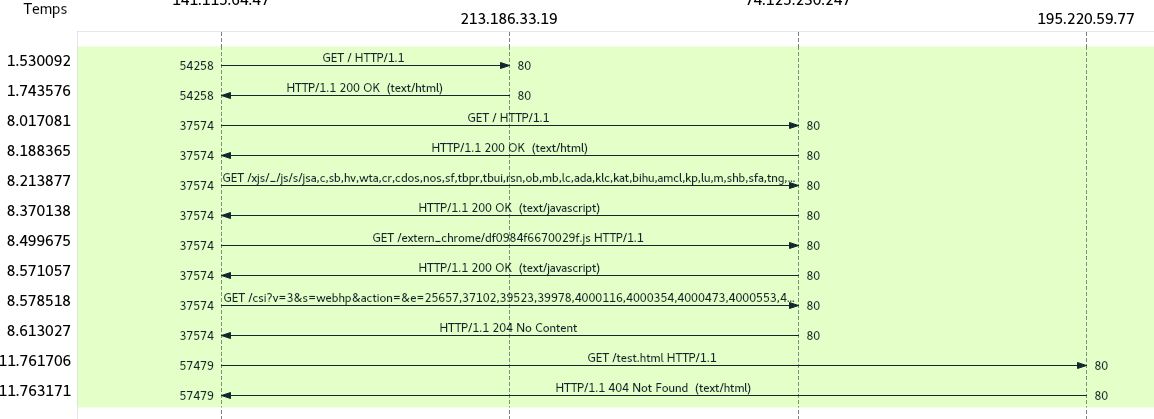 Temps 141.115.64.47 74.125.230.247
213.186.33.19 195.220.59.77
1.530092 54258 GET / HTTP/1.1 80
1.743576 54258 HTTP/1.1 200 OK (text/html) 80
8.017081 37574 GET / HTTP/1.1 80
8.188365 37574 HTTP/1.1 200 OK (text/html) 80
8.213877 37574 GET /xjs/_/js/s/jsa,c,sb,hv,wta,cr,cdos,nos,sf,tbpr,tbui,rsn,ob,mb,lc,ada,klc,kat,bihu,amcl,kp,lu,m,shb,sfa,tng,... 80
8.370138 37574 HTTP/1.1 200 OK (text/javascript) 80
8.499675 37574 GET /extern_chrome/df0984f6670029f.js HTTP/1.1 80
8.571057 37574 HTTP/1.1 200 OK (text/javascript) 80
8.578518 37574 GET /csi?v=3&s=webhp&action=&e=25657,37102,39523,39978,4000116,4000354,4000473,4000553,4... 80
8.613027 37574 HTTP/1.1 204 No Content 80
11.761706 57479 GET /test.html HTTP/1.1 80
11.763171 57479 HTTP/1.1 404 Not Found (text/html) 80